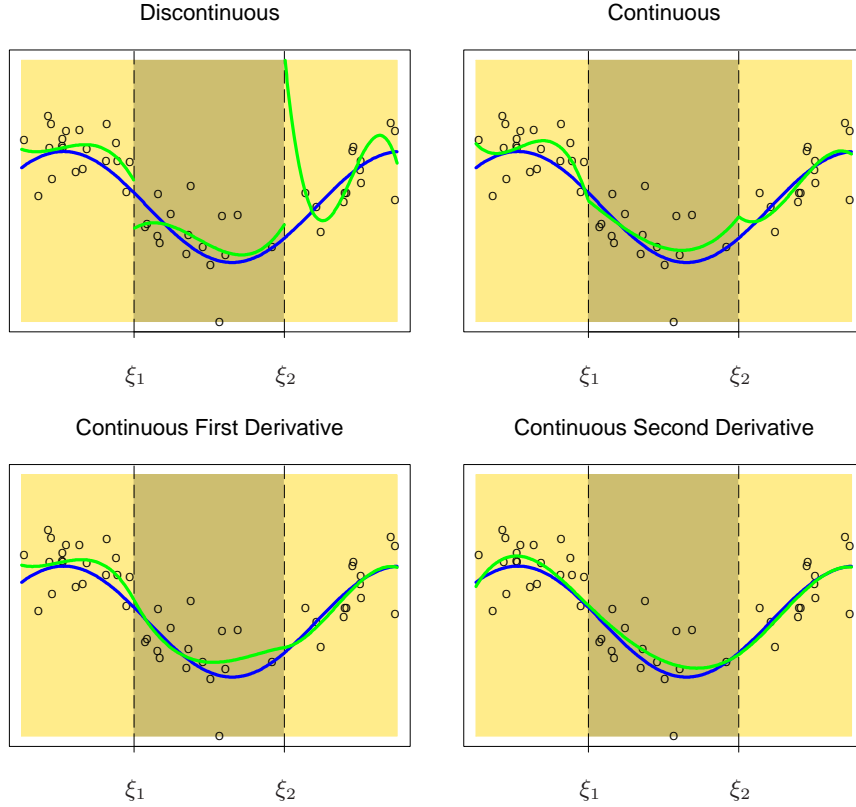 Discontinuous
Continuous
ξ₁ ξ₂
ξ₁ ξ₂
Continuous First Derivative
Continuous Second Derivative
ξ₁ ξ₂
ξ₁ ξ₂